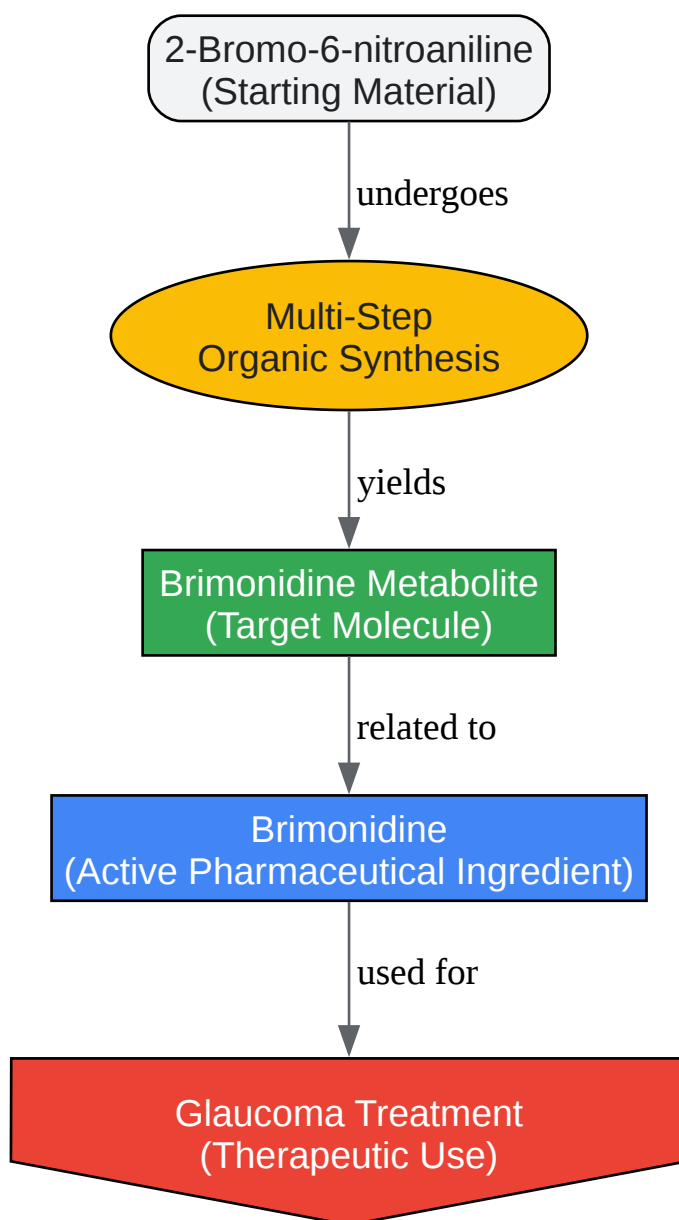 2-Bromo-6-nitroaniline
(Starting Material)
undergoes
Multi-Step
Organic Synthesis
yields
Brimonidine Metabolite
(Target Molecule)
related to
Brimonidine
(Active Pharmaceutical Ingredient)
used for
Glaucoma Treatment
(Therapeutic Use)